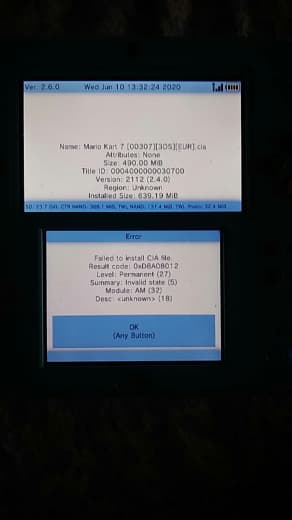 Ver. 2.6.0 Wed Jun 10 13:32:24 2020
Name: Mario Kart 7 [00307][3DS][EUR].cia
Attributes: None
Size: 490.00 MiB
Title ID: 0004000000030700
Version: 2112 (2.4.0)
Region: Unknown
Installed Size: 639.19 MiB
Error
Failed to install CIA file.
Result code: 0xD8A08012
Level: Permanent (27)
Summary: Invalid state (5)
Module: AM (32)
Desc: <unknown> (18)
OK
(Any Button)